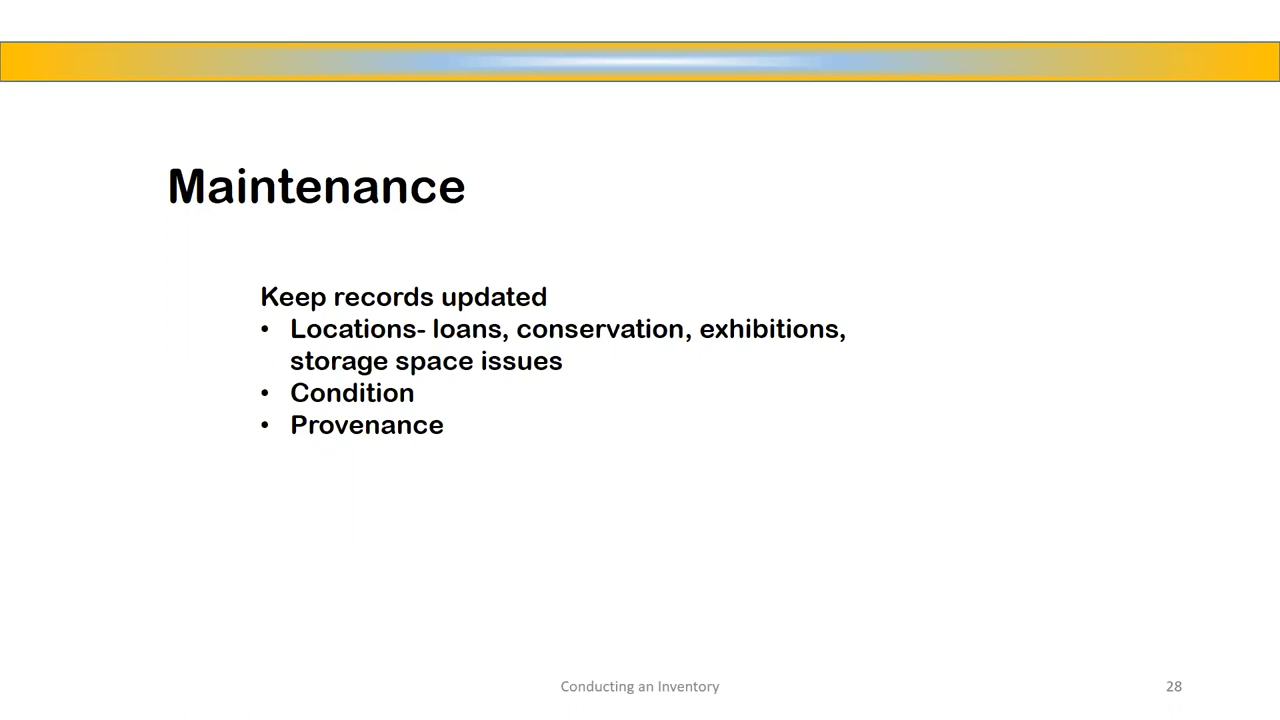 Maintenance
Keep records updated
• Locations- loans, conservation, exhibitions,
storage space issues
• Condition
• Provenance
Conducting an Inventory
28